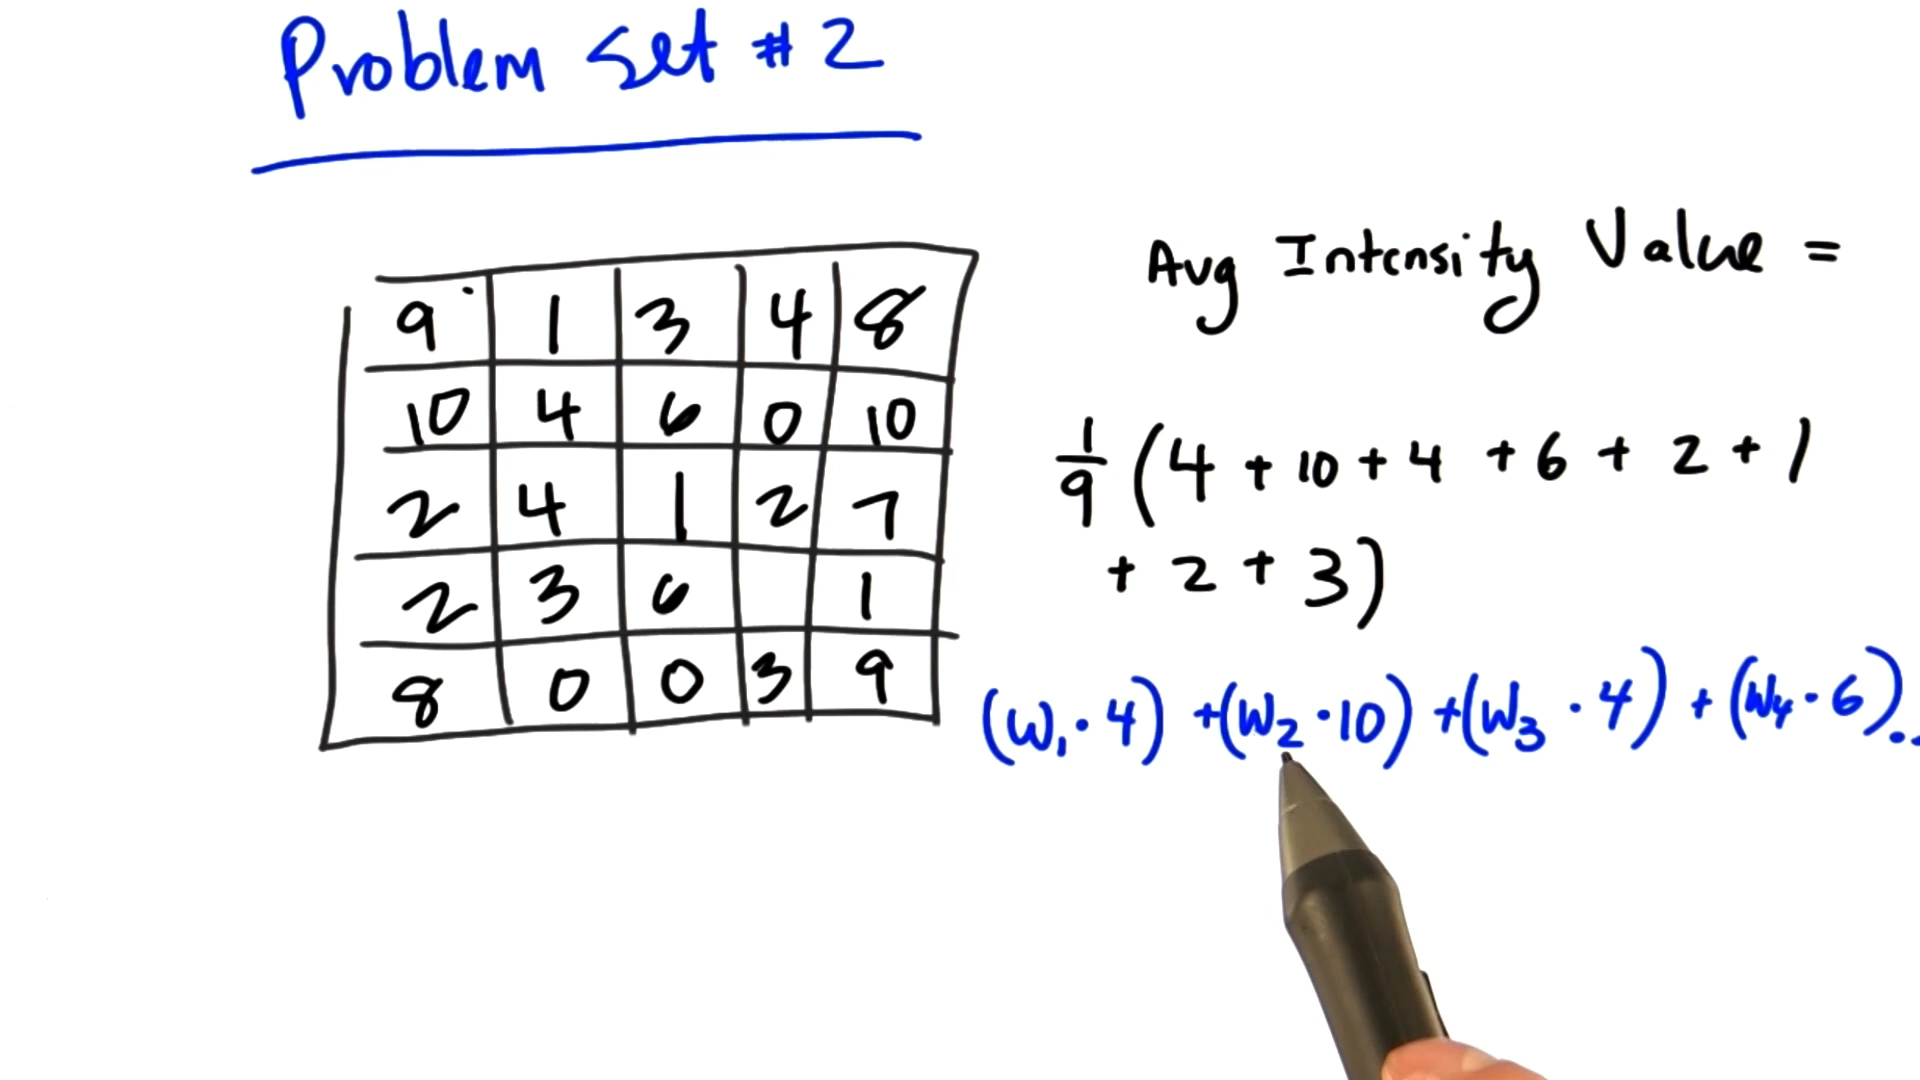 Problem Set #2
Avg Intensity Value =
9 1 3 4 8
10 4 6 0 10
2 4 1 2 7
2 3 6 1
8 0 0 3 9
1/9 (4 + 10 + 4 + 6 + 2 + 1
+ 2 + 3)
(W1 · 4) + (W2 · 10) + (W3 · 4) + (W4 · 6)..